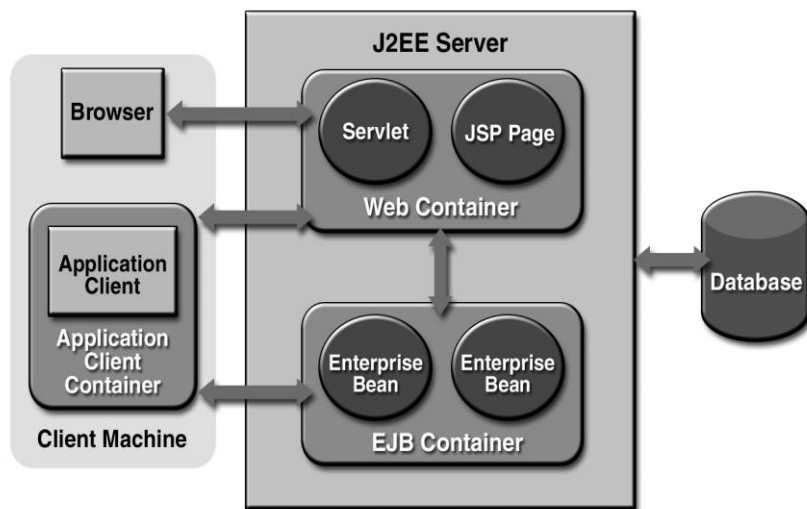 J2EE Server
Browser
Servlet
JSP Page
Web Container
Application
Client
Application
Client
Container
Client Machine
Enterprise
Bean
Enterprise
Bean
EJB Container
Database